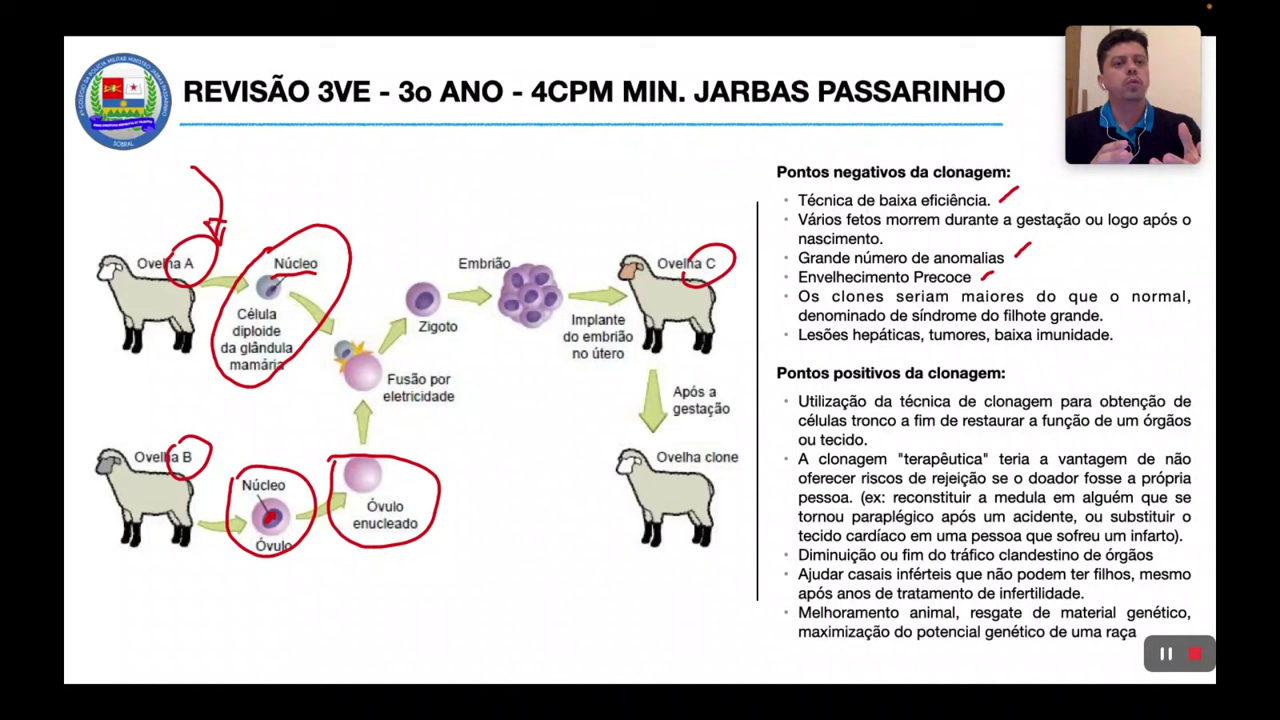 REVISÃO 3VE - 3o ANO - 4CPM MIN. JARBAS PASSARINHO
SOBRAL
Ovelha A
Núcleo
Célula
diploide
da glândula
mamária
Embrião
Zigoto
Fusão por
eletricidade
Implante
do embrião
no útero
Ovelha C
Após a
gestação
Ovelha clone
Ovelha B
Núcleo
Óvulo
Óvulo
enucleado
Pontos negativos da clonagem:
• Técnica de baixa eficiência.
• Vários fetos morrem durante a gestação ou logo após o
nascimento.
• Grande número de anomalias
• Envelhecimento Precoce
• Os clones seriam maiores do que o normal,
denominado de síndrome do filhote grande.
• Lesões hepáticas, tumores, baixa imunidade.
Pontos positivos da clonagem:
• Utilização da técnica de clonagem para obtenção de
células tronco a fim de restaurar a função de um órgãos
ou tecido.
• A clonagem "terapêutica" teria a vantagem de não
oferecer riscos de rejeição se o doador fosse a própria
pessoa. (ex: reconstituir a medula em alguém que se
tornou paraplégico após um acidente, ou substituir o
tecido cardíaco em uma pessoa que sofreu um infarto).
• Diminuição ou fim do tráfico clandestino de órgãos
• Ajudar casais inférteis que não podem ter filhos, mesmo
após anos de tratamento de infertilidade.
• Melhoramento animal, resgate de material genético,
maximização do potencial genético de uma raça